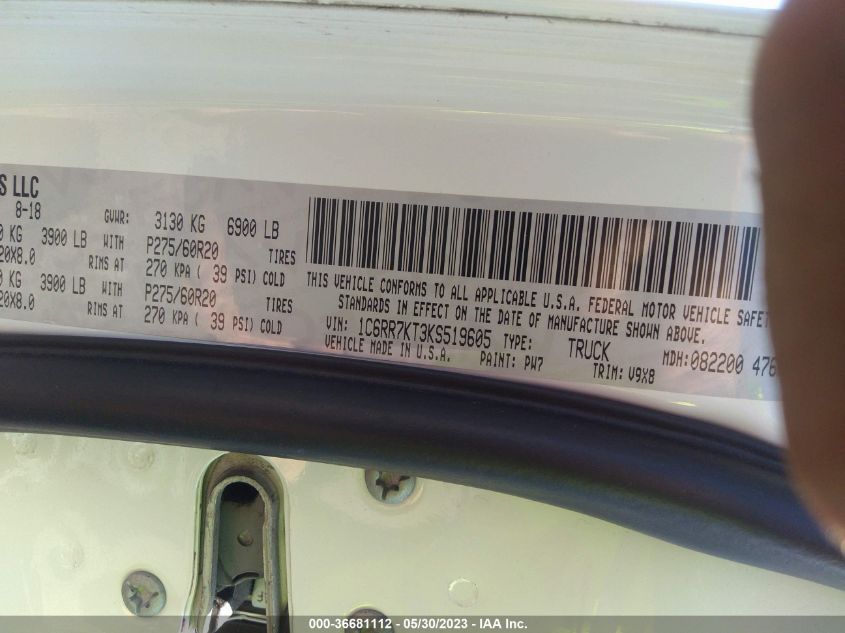 S LLC
8-18 GVWR: 3130 KG 6900 LB
KG 3900 LB WITH P275/60R20 TIRES
20X8.0 RIMS AT 270 KPA ( 39 PSI) COLD
KG 3900 LB WITH P275/60R20 TIRES
20X8.0 RIMS AT 270 KPA ( 39 PSI) COLD
THIS VEHICLE CONFORMS TO ALL APPLICABLE U.S.A. FEDERAL MOTOR VEHICLE SAFET
STANDARDS IN EFFECT ON THE DATE OF MANUFACTURE SHOWN ABOVE.
VIN: 1C6RR7KT3KS519605 TYPE: TRUCK MDH: 082200 476
VEHICLE MADE IN U.S.A. PAINT: PW7 TRIM: V9X8
000-36681112 - 05/30/2023 - IAA Inc.